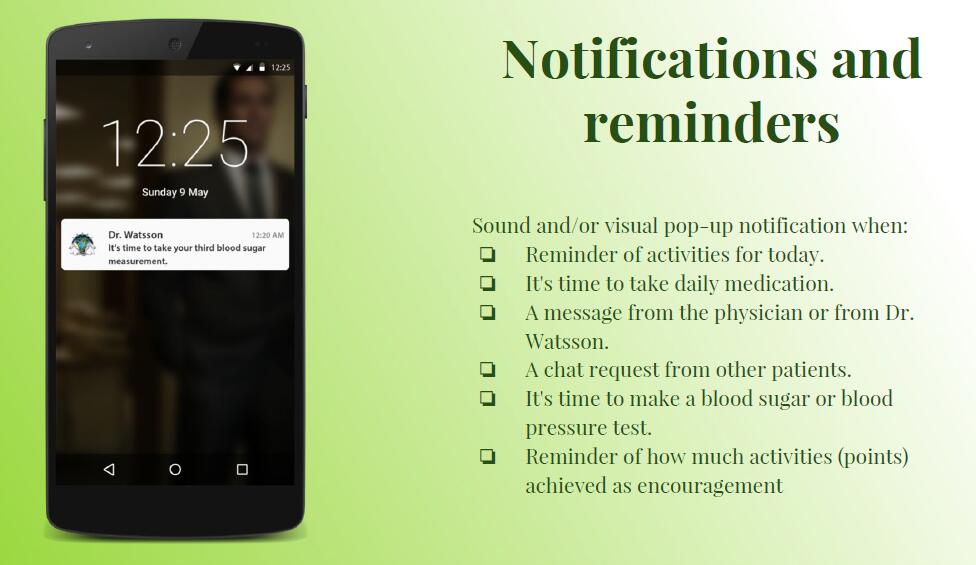 12:25
12:25
Sunday 9 May
Dr. Watsson
12:20 AM
It's time to take your third blood sugar
measurement.
Notifications and
reminders
Sound and/or visual pop-up notification when:
❏ Reminder of activities for today.
❏ It's time to take daily medication.
❏ A message from the physician or from Dr.
Watsson.
❏ A chat request from other patients.
❏ It's time to make a blood sugar or blood
pressure test.
❏ Reminder of how much activities (points)
achieved as encouragement